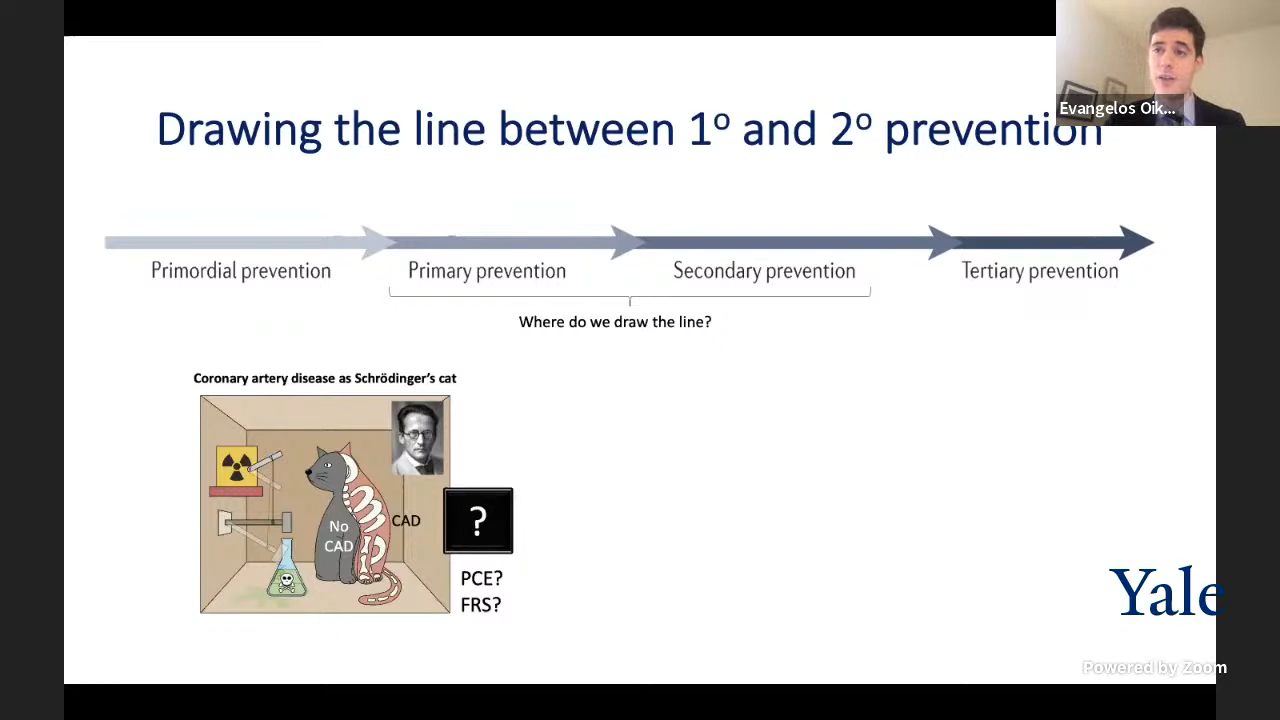 Evangelos Oik...
Drawing the line between 1º and 2º prevention
Primordial prevention
Primary prevention
Secondary prevention
Tertiary prevention
Where do we draw the line?
Coronary artery disease as Schrödinger's cat
No
CAD
CAD
?
PCE?
FRS?
Yale
Powered by Zoom